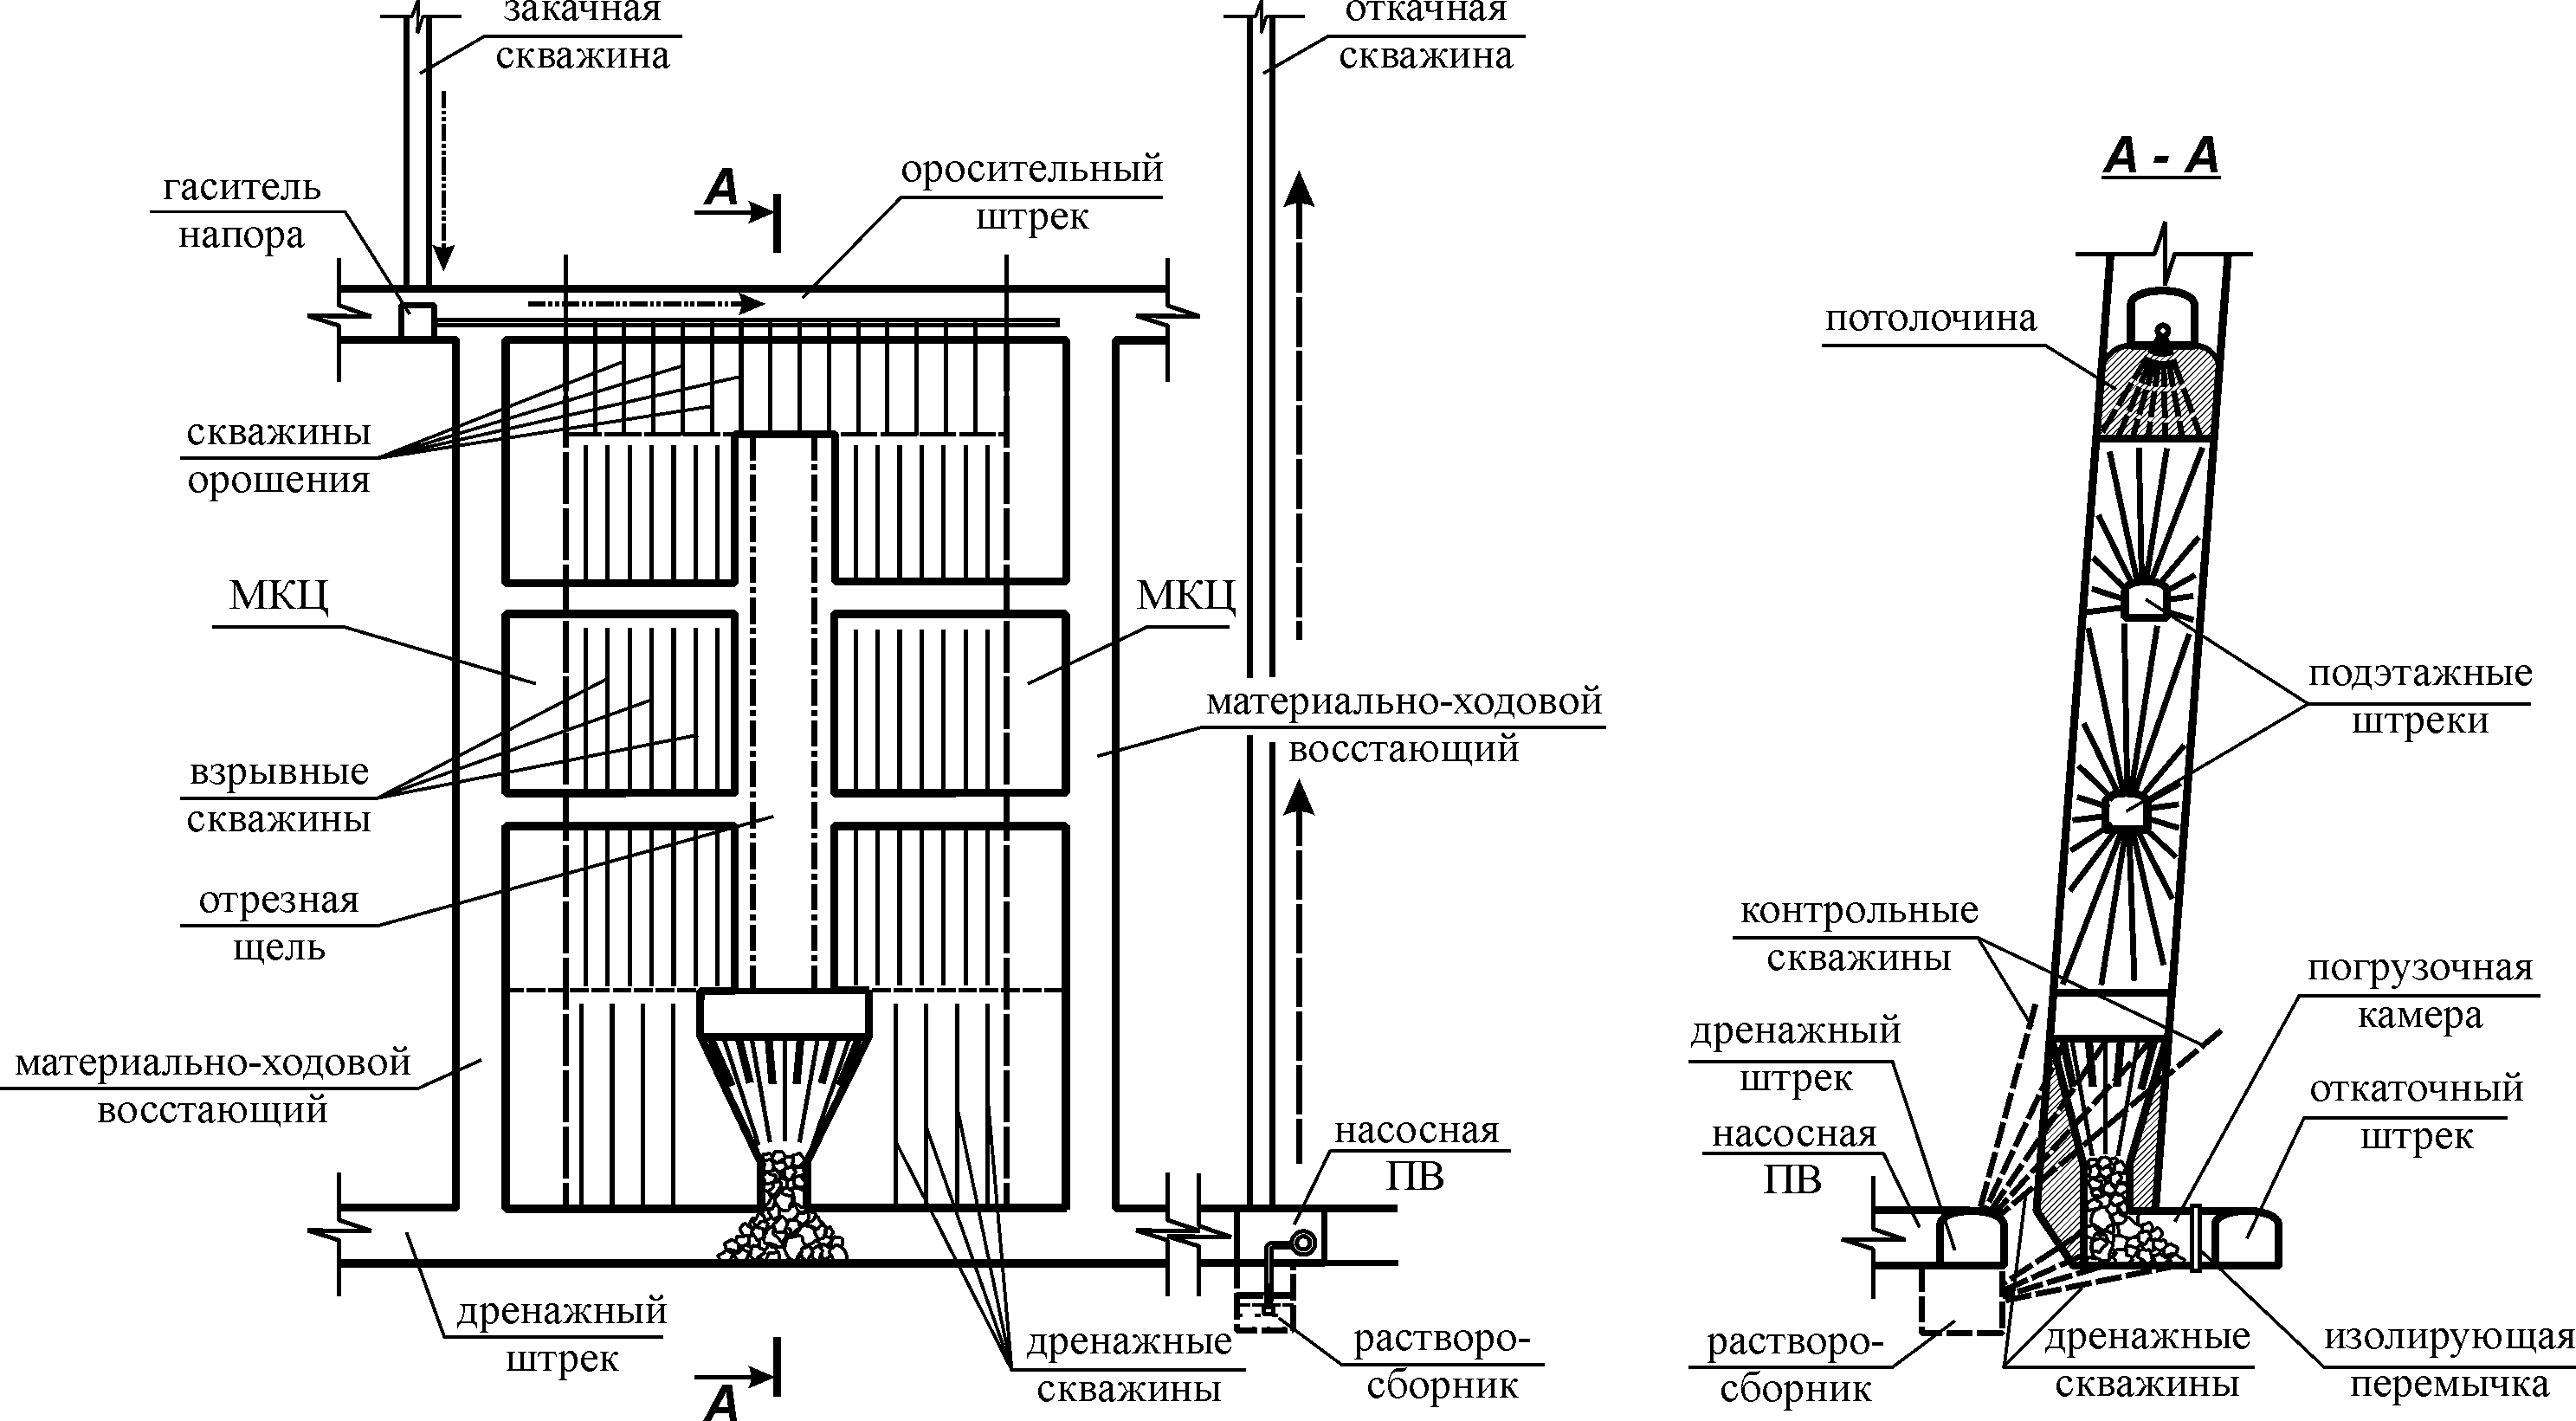 закачная
скважина
откачная
скважина
А
оросительный
штрек
гаситель
напора
скважины
орошения
МКЦ
МКЦ
материально-ходовой
восстающий
взрывные
скважины
отрезная
щель
материально-ходовой
восстающий
насосная
ПВ
дренажный
штрек
А
дренажные
скважины
растворо-
сборник
А - А
потолочина
подэтажные
штреки
контрольные
скважины
погрузочная
камера
дренажный
штрек
откаточный
штрек
насосная
ПВ
растворо-
сборник
дренажные
скважины
изолирующая
перемычка